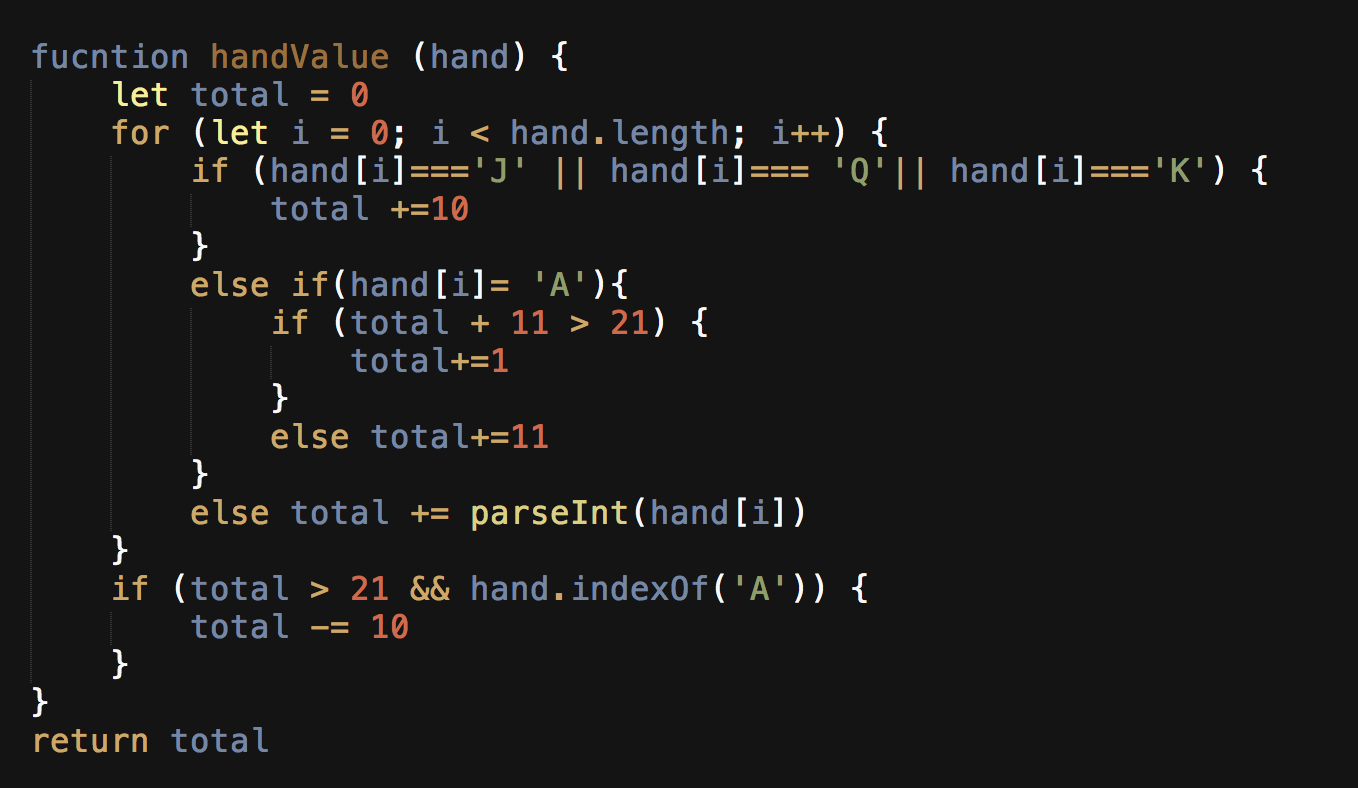 fucntion handValue (hand) {
    let total = 0
    for (let i = 0; i < hand.length; i++) {
        if (hand[i]==='J' || hand[i]=== 'Q'|| hand[i]==='K') {
            total +=10
        }
        else if(hand[i]= 'A'){
            if (total + 11 > 21) {
                total+=1
            }
            else total+=11
        }
        else total += parseInt(hand[i])
    }
    if (total > 21 && hand.indexOf('A')) {
        total -= 10
    }
}
return total